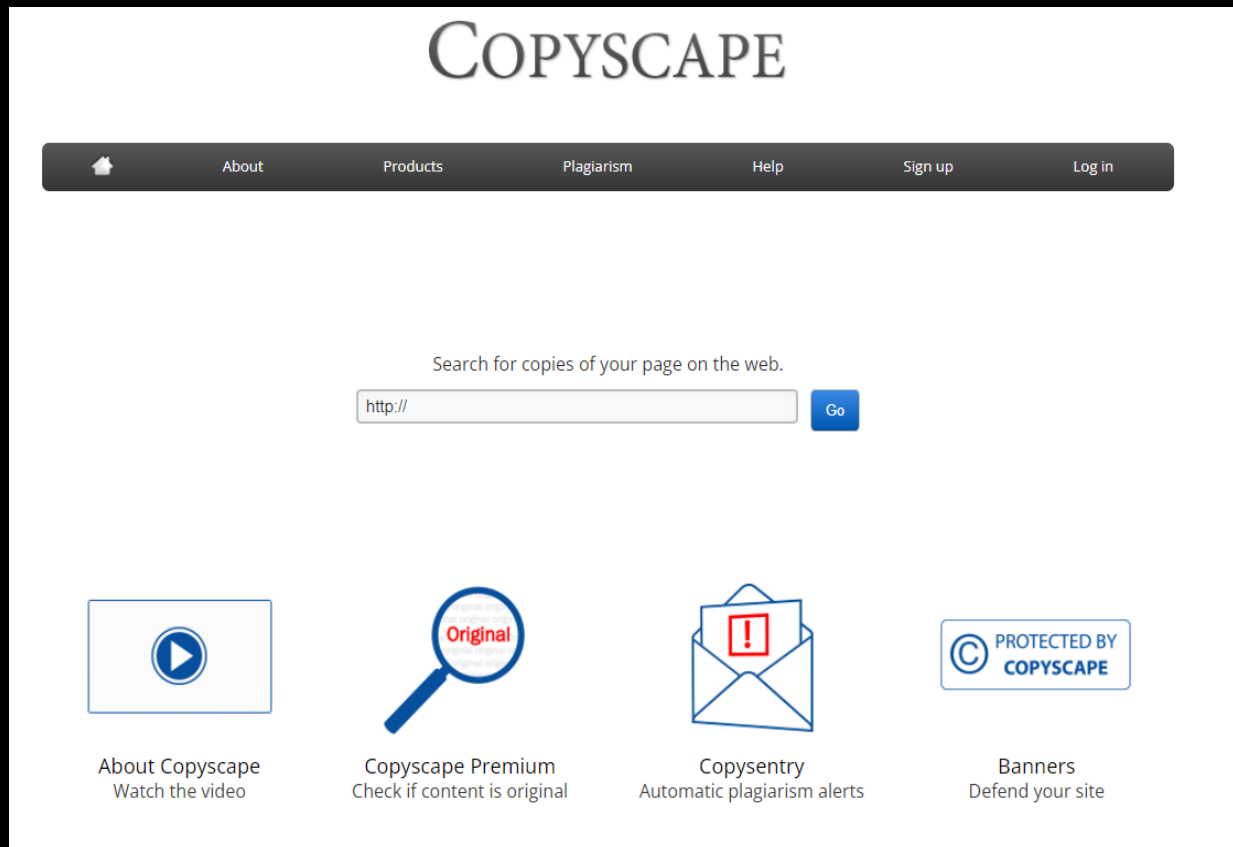 COPYSCAPE
About Products Plagiarism Help Sign up Log in
Search for copies of your page on the web.
http:// Go
Original
PROTECTED BY
© COPYSCAPE
About Copyscape Copyscape Premium Copysentry Banners
Watch the video Check if content is original Automatic plagiarism alerts Defend your site